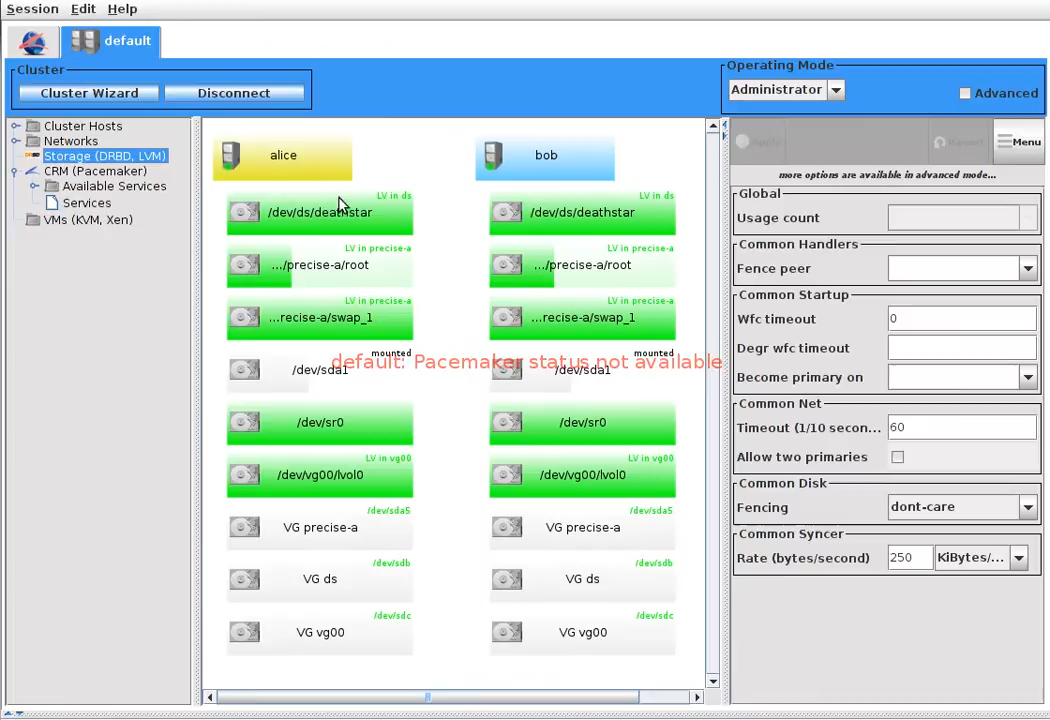 Session Edit Help
default
Cluster
Cluster Wizard Disconnect
Operating Mode
Administrator
Advanced
Cluster Hosts
Networks
Storage (DRBD, LVM)
CRM (Pacemaker)
Available Services
Services
VMs (KVM, Xen)
alice
LV in ds
/dev/ds/deathstar
LV in precise-a
.../precise-a/root
LV in precise-a
...recise-a/swap_1
mounted
/dev/sda1
/dev/sr0
LV in vg00
/dev/vg00/lvol0
/dev/sda5
VG precise-a
/dev/sdb
VG ds
/dev/sdc
VG vg00
bob
LV in ds
/dev/ds/deathstar
LV in precise-a
.../precise-a/root
LV in precise-a
...recise-a/swap_1
mounted
/dev/sda1
/dev/sr0
LV in vg00
/dev/vg00/lvol0
/dev/sda5
VG precise-a
/dev/sdb
VG ds
/dev/sdc
VG vg00
default: Pacemaker status not available
Apply Revert Menu
more options are available in advanced mode...
Global
Usage count
Common Handlers
Fence peer
Common Startup
Wfc timeout 0
Degr wfc timeout
Become primary on
Common Net
Timeout (1/10 secon... 60
Allow two primaries
Common Disk
Fencing dont-care
Common Syncer
Rate (bytes/second) 250 KiBytes/...